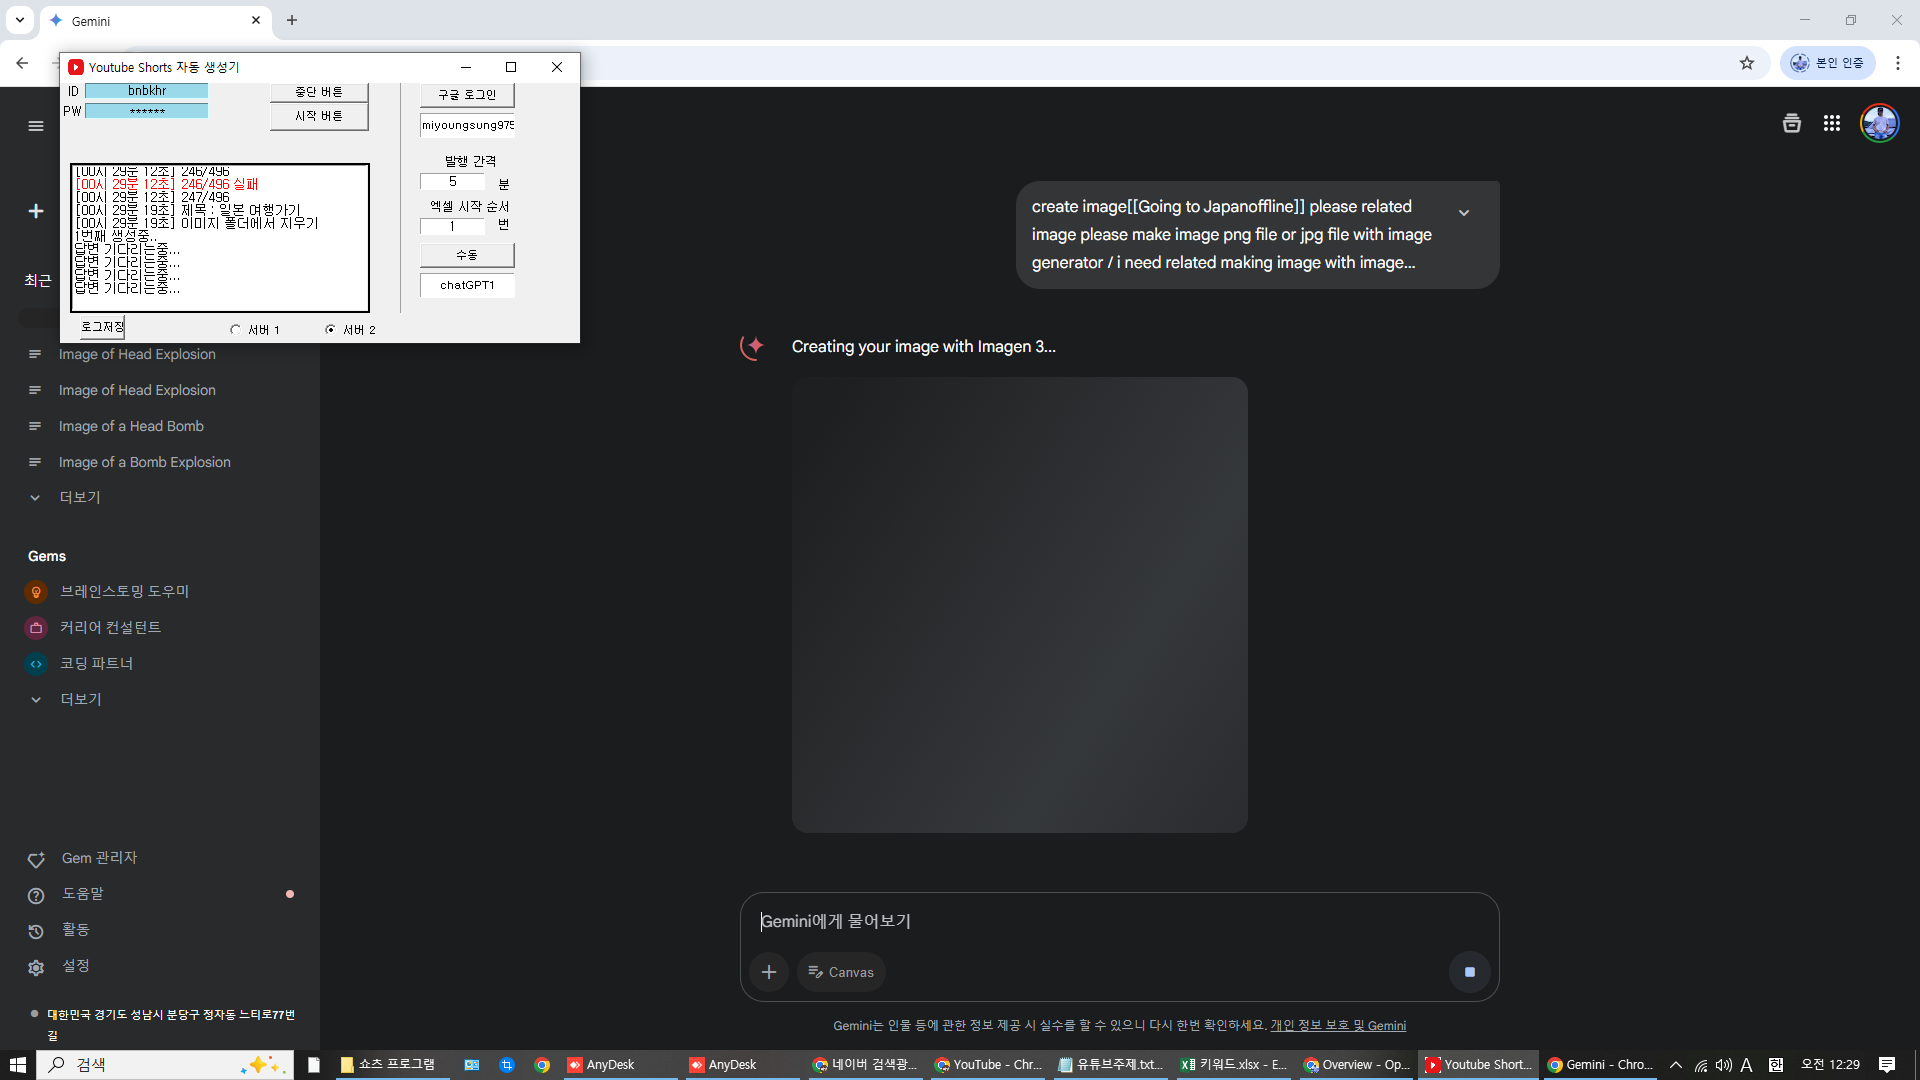 Gemini
본인 인증
Youtube Shorts 자동 생성기
ID
bnbkhr
PW
******
중단 버튼
시작 버튼
구글 로그인
miyoungsung975
발행 간격
5
분
엑셀 시작 순서
1
번
수동
chatGPT1
[00시 29분 12초] 246/496
[00시 29분 12초] 246/496 실패
[00시 29분 12초] 247/496
[00시 29분 19초] 제목 : 일본 여행가기
[00시 29분 19초] 이미지 폴더에서 지우기
1번째 생성중..
답변 기다리는중...
답변 기다리는중...
답변 기다리는중...
답변 기다리는중...
로그저장
서버 1
서버 2
최근
Image of Head Explosion
Image of Head Explosion
Image of a Head Bomb
Image of a Bomb Explosion
더보기
Gems
브레인스토밍 도우미
커리어 컨설턴트
코딩 파트너
더보기
Gem 관리자
도움말
활동
설정
대한민국 경기도 성남시 분당구 정자동 느티로77번
길
create image[[Going to Japanoffline]] please related
image please make image png file or jpg file with image
generator / i need related making image with image...
Creating your image with Imagen 3...
Gemini에게 물어보기
Canvas
Gemini는 인물 등에 관한 정보 제공 시 실수를 할 수 있으니 다시 한번 확인하세요. 개인 정보 보호 및 Gemini
검색
쇼츠 프로그램
AnyDesk
AnyDesk
네이버 검색광...
YouTube - Chr...
유튜브주제.txt...
키워드.xlsx - E...
Overview - Op...
Youtube Short...
Gemini - Chro...
A
한
오전 12:29